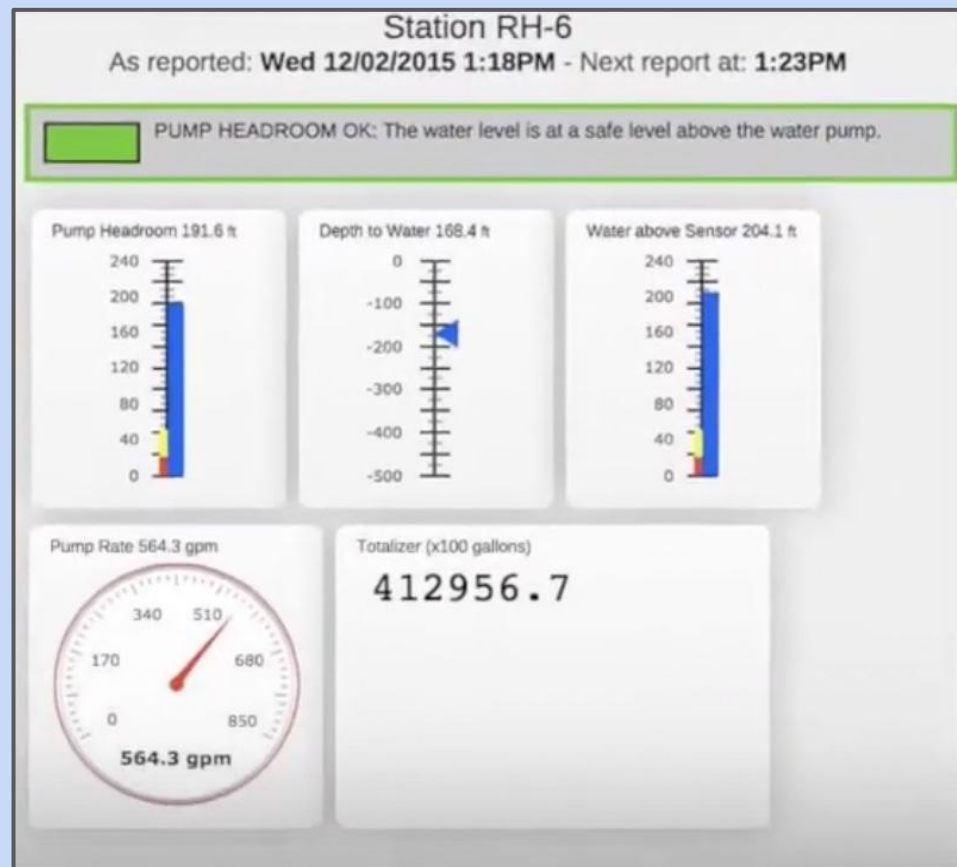 Station RH-6
As reported: Wed 12/02/2015 1:18PM - Next report at: 1:23PM
PUMP HEADROOM OK: The water level is at a safe level above the water pump.
Pump Headroom 191.6 ft
240
200
160
120
80
40
0
Depth to Water 168.4 ft
0
-100
-200
-300
-400
-500
Water above Sensor 204.1 ft
240
200
160
120
80
40
0
Pump Rate 564.3 gpm
340 510
170 680
0 850
564.3 gpm
Totalizer (x100 gallons)
412956.7